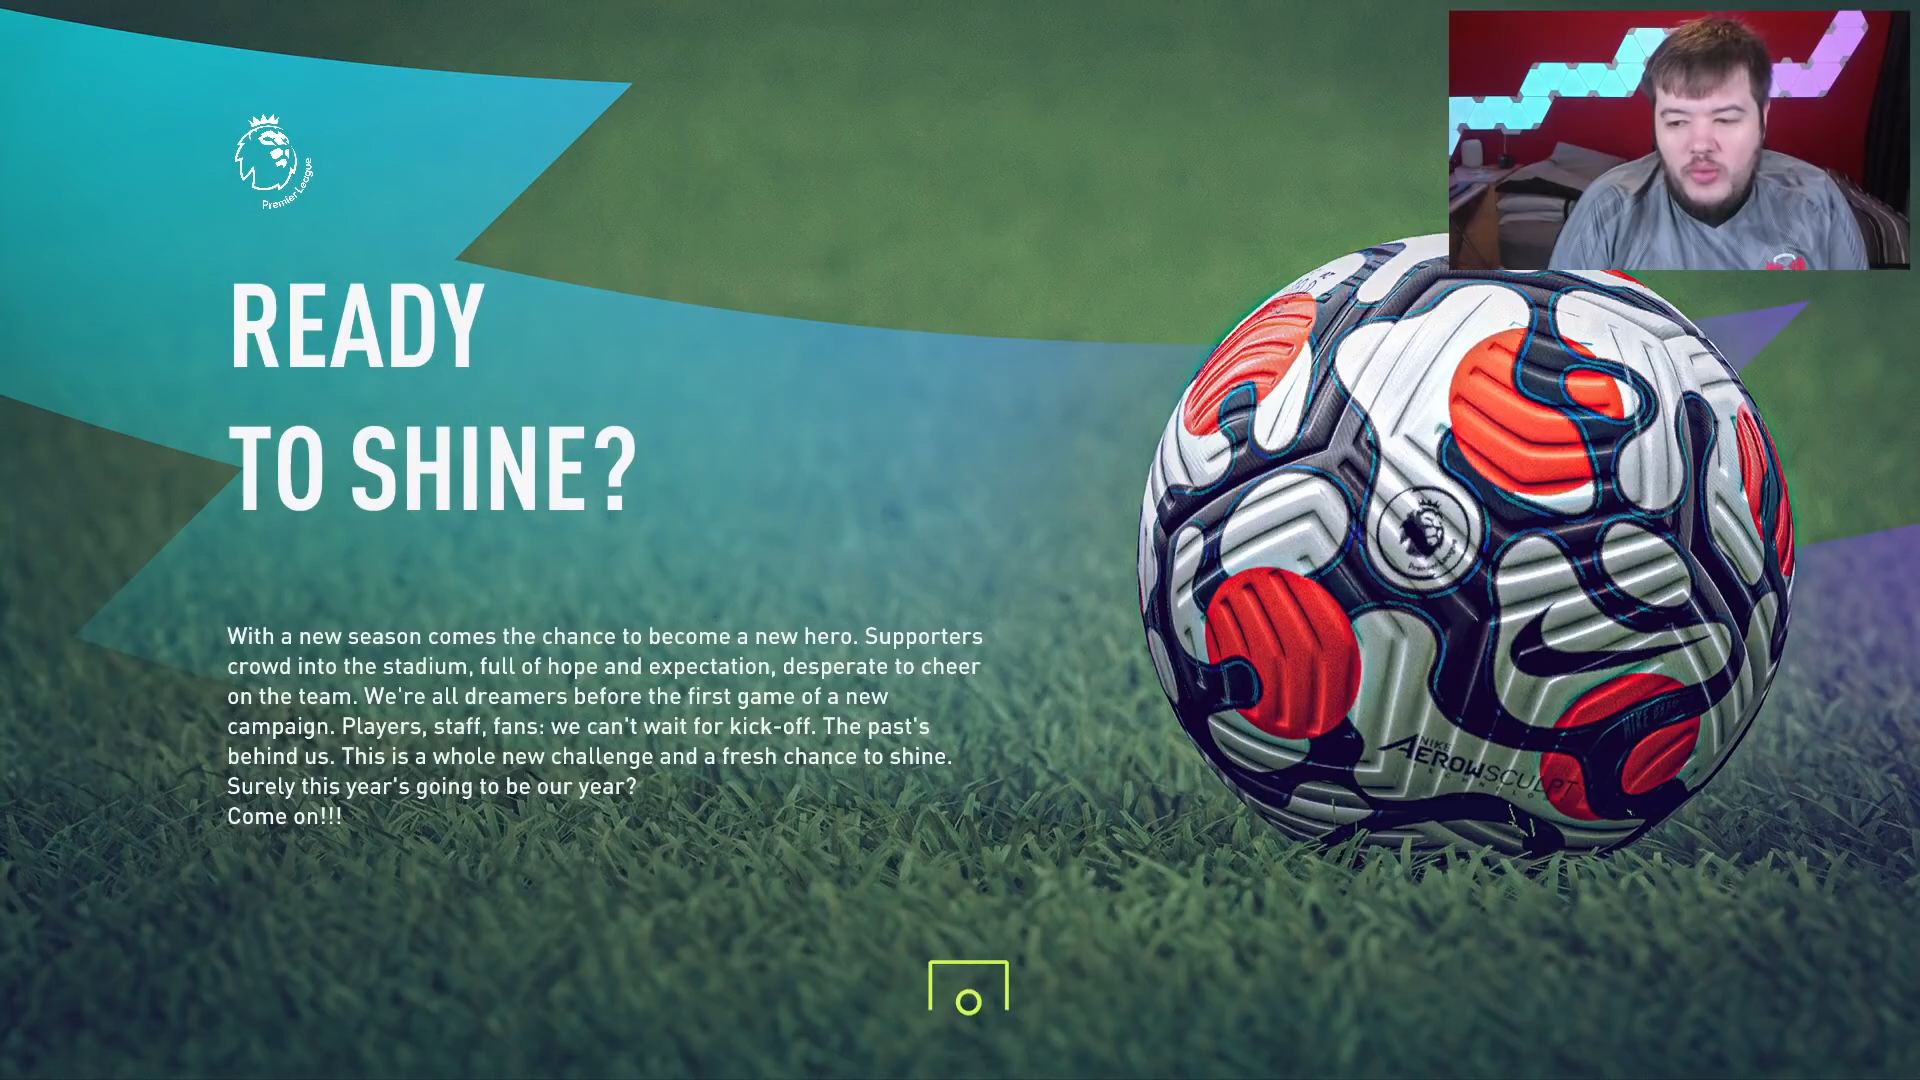 Premier League
READY
TO SHINE?
With a new season comes the chance to become a new hero. Supporters
crowd into the stadium, full of hope and expectation, desperate to cheer
on the team. We're all dreamers before the first game of a new
campaign. Players, staff, fans: we can't wait for kick-off. The past's
behind us. This is a whole new challenge and a fresh chance to shine.
Surely this year's going to be our year?
Come on!!!
Premier League
NIKE
AEROWSCULPT